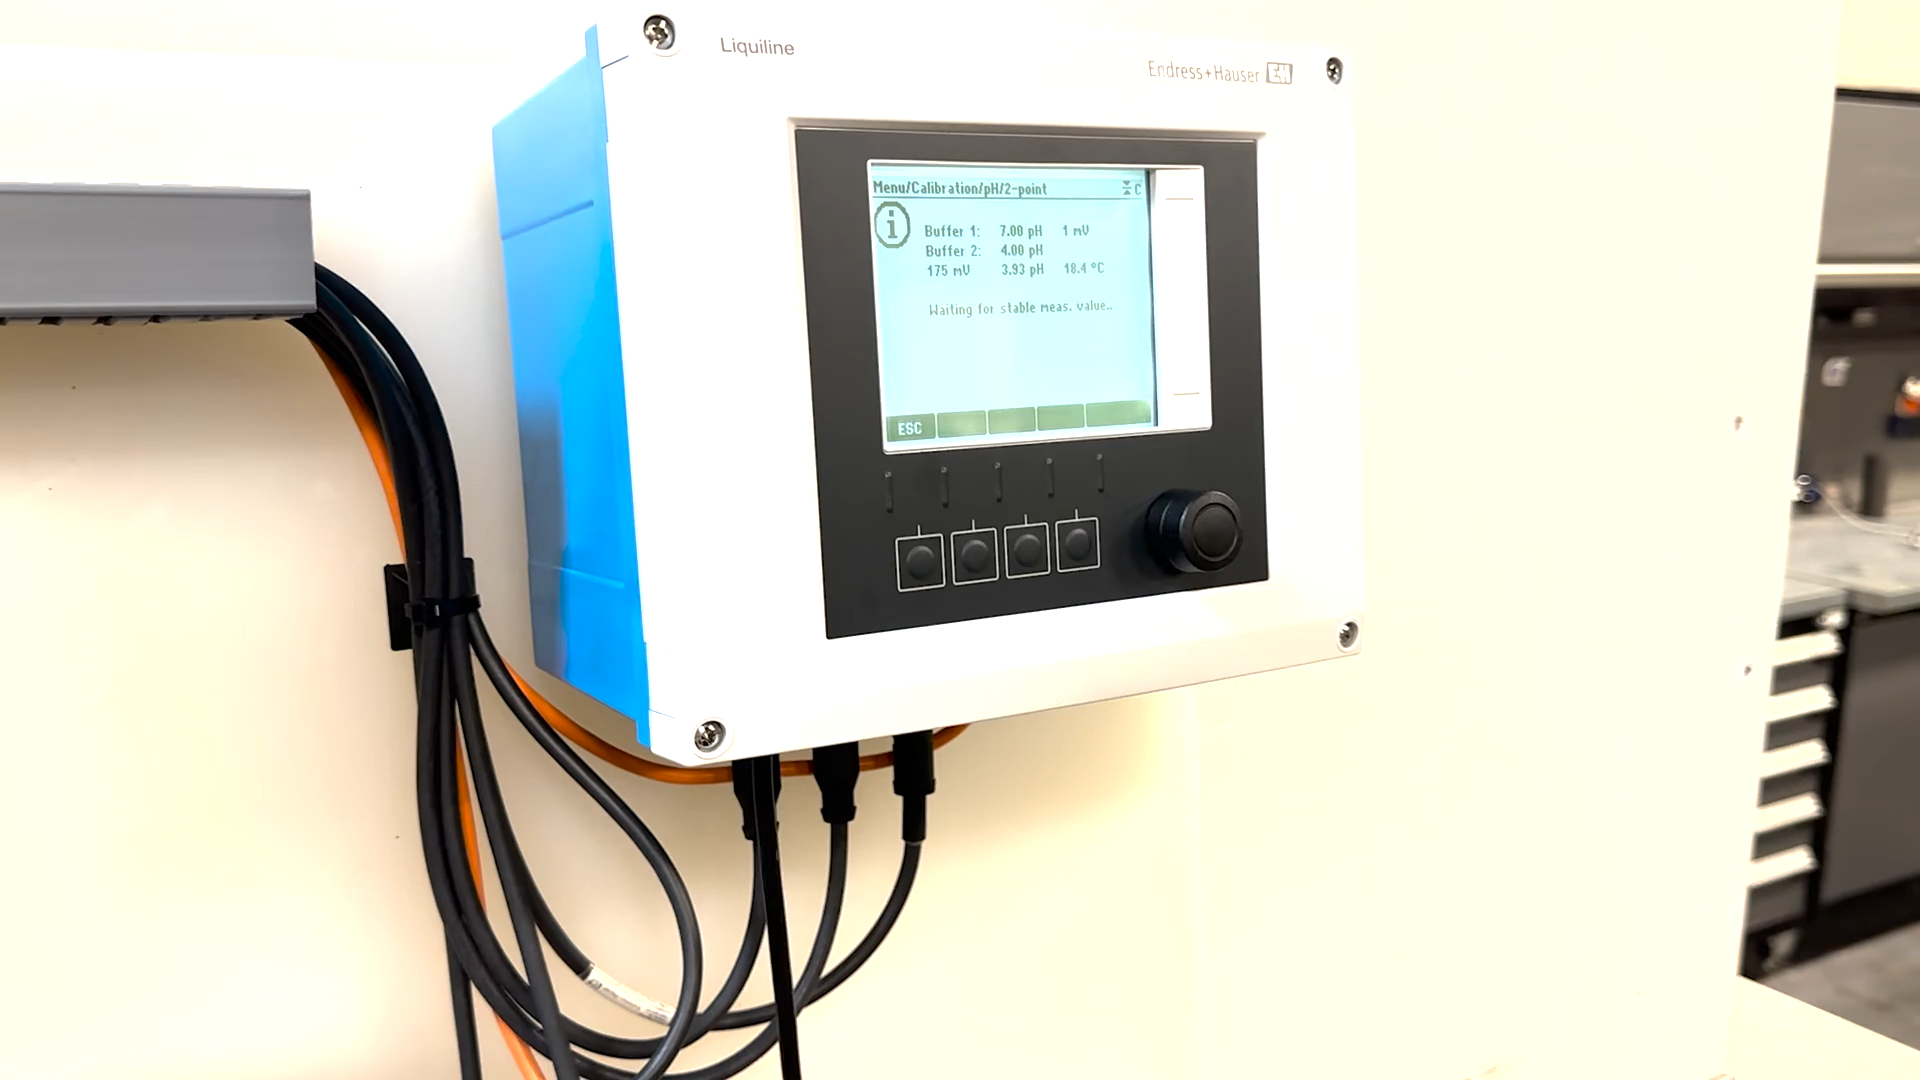 Liquiline
Endress+Hauser EH
Menu/Calibration/pH/2-point C
i
Buffer 1: 7.00 pH 1 mV
Buffer 2: 4.00 pH
175 mV 3.93 pH 18.4 °C
Waiting for stable meas. value..
ESC